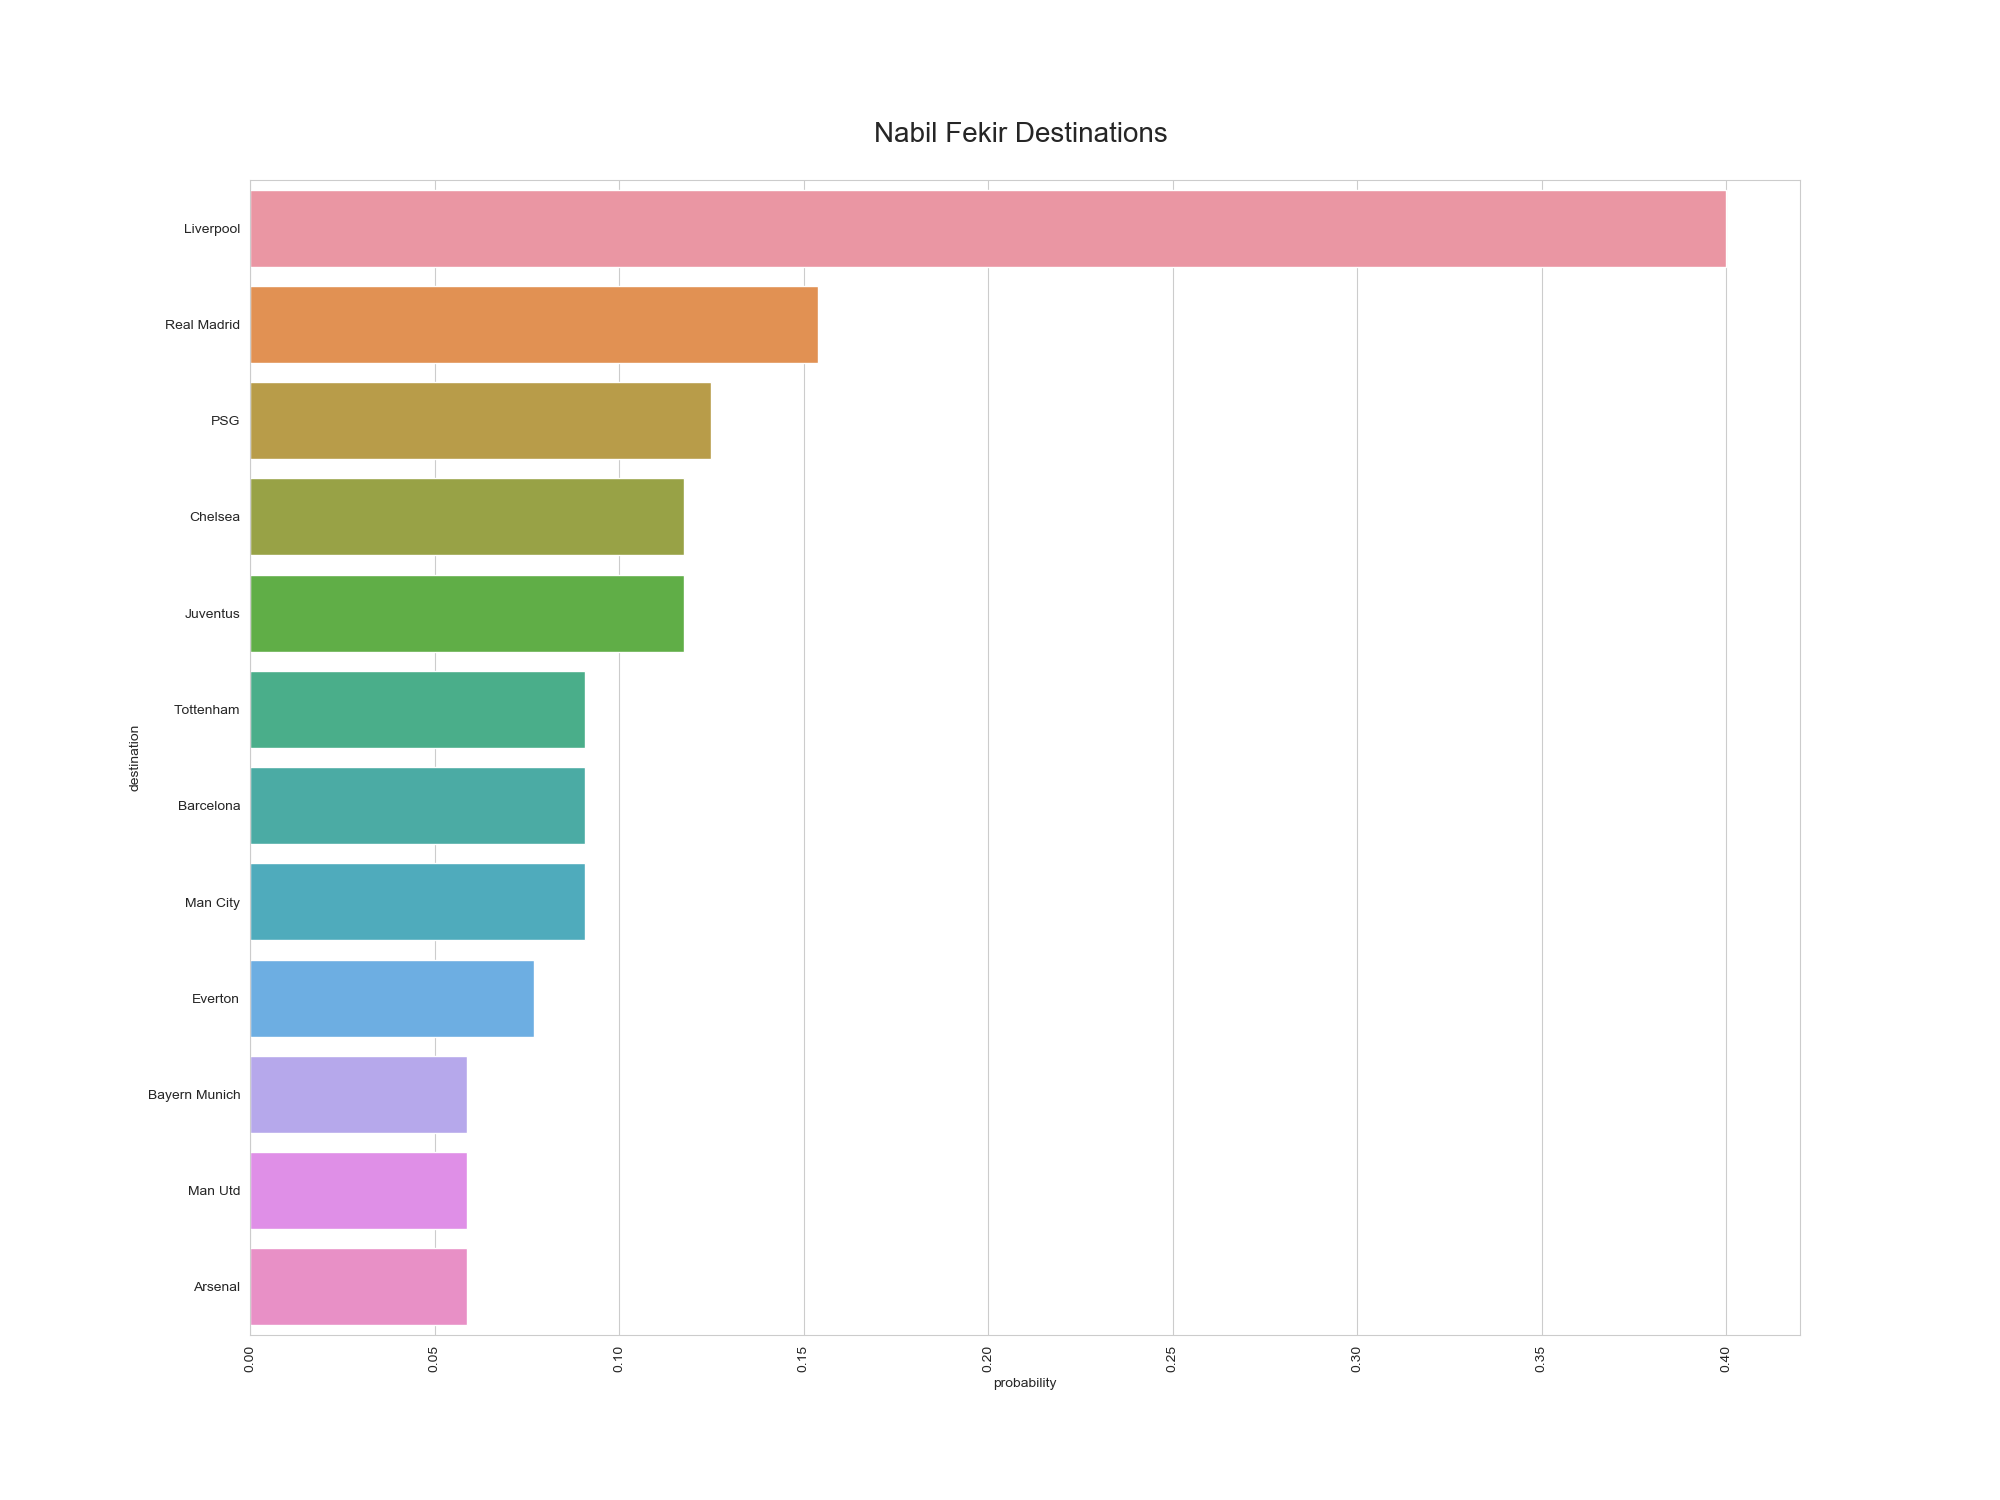 Nabil Fekir Destinations
Liverpool
Real Madrid
PSG
Chelsea
Juventus
Tottenham
Barcelona
Man City
Everton
Bayern Munich
Man Utd
Arsenal
destination
0.00 0.05 0.10 0.15 0.20 0.25 0.30 0.35 0.40
probability